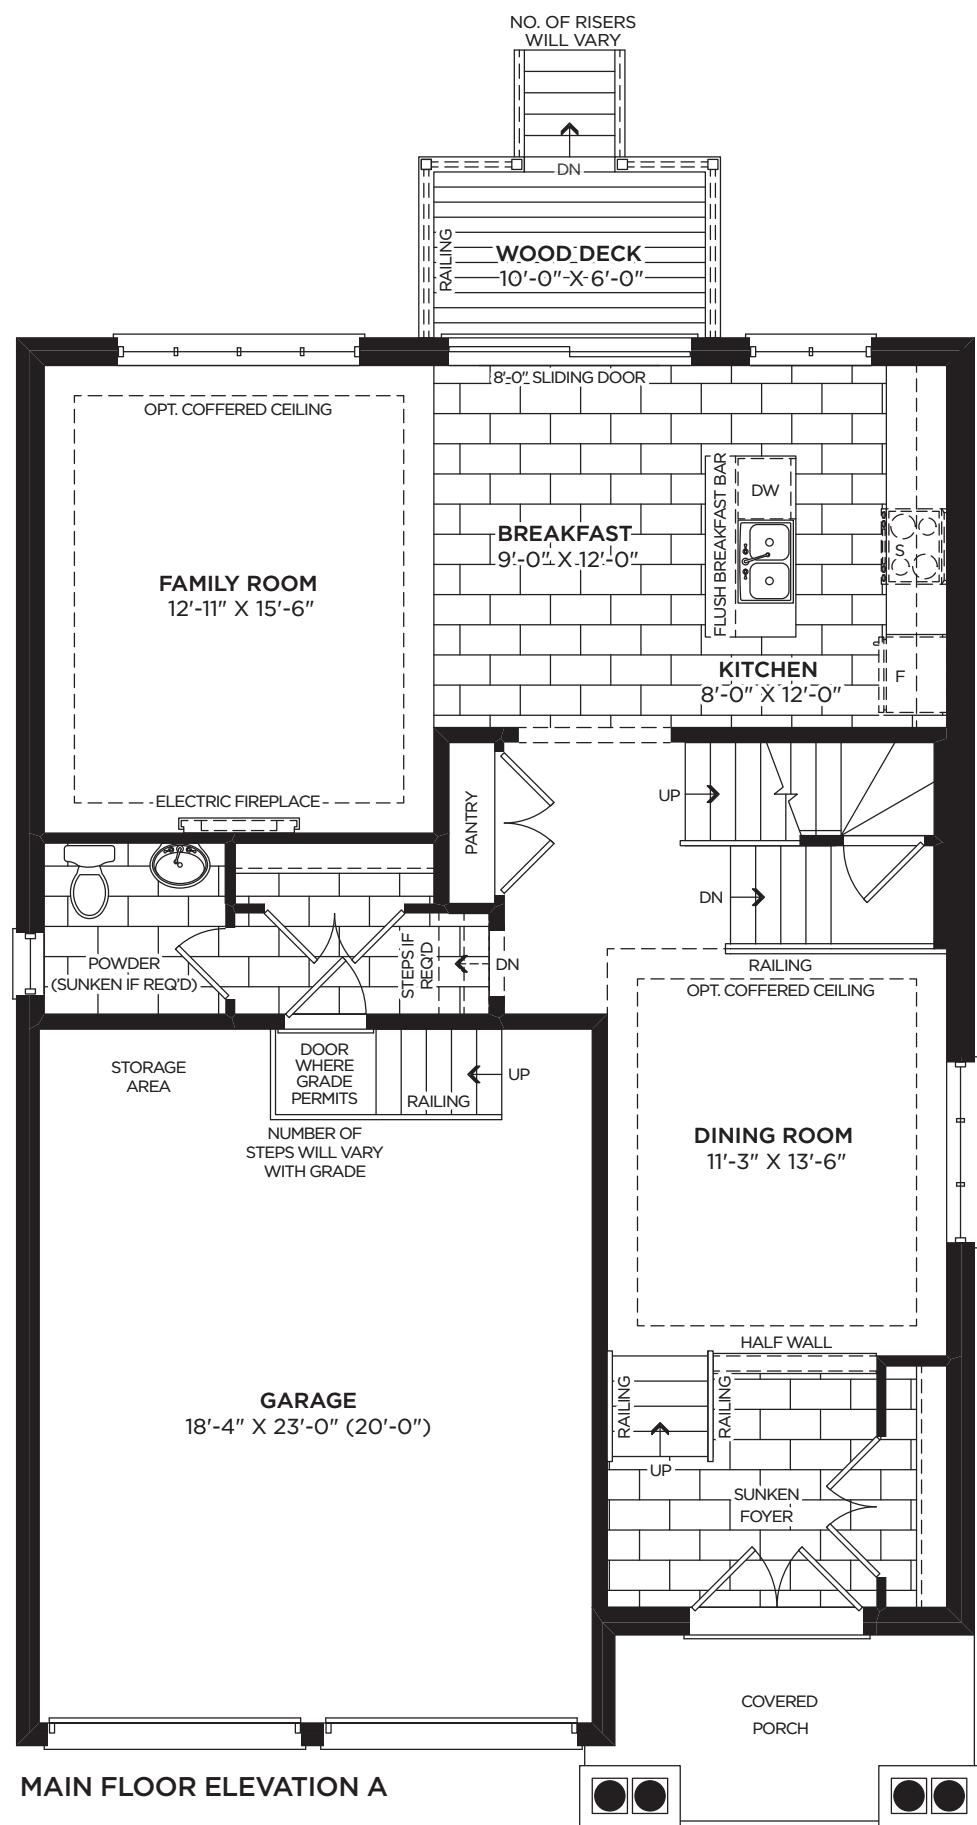 NO. OF RISERS
WILL VARY
DN
RAILING
WOOD DECK
10'-0" X 6'-0"
8'-0" SLIDING DOOR
OPT. COFFERED CEILING
FLUSH BREAKFAST BAR
DW
BREAKFAST
9'-0" X 12'-0"
S
FAMILY ROOM
12'-11" X 15'-6"
KITCHEN
8'-0" X 12'-0"
F
ELECTRIC FIREPLACE
PANTRY
UP
DN
POWDER
(SUNKEN IF REQ'D)
STEPS IF
REQ'D
DN
RAILING
OPT. COFFERED CEILING
STORAGE
AREA
DOOR
WHERE
GRADE
PERMITS
RAILING
UP
NUMBER OF
STEPS WILL VARY
WITH GRADE
DINING ROOM
11'-3" X 13'-6"
HALF WALL
RAILING
RAILING
UP
GARAGE
18'-4" X 23'-0" (20'-0")
SUNKEN
FOYER
COVERED
PORCH
MAIN FLOOR ELEVATION A